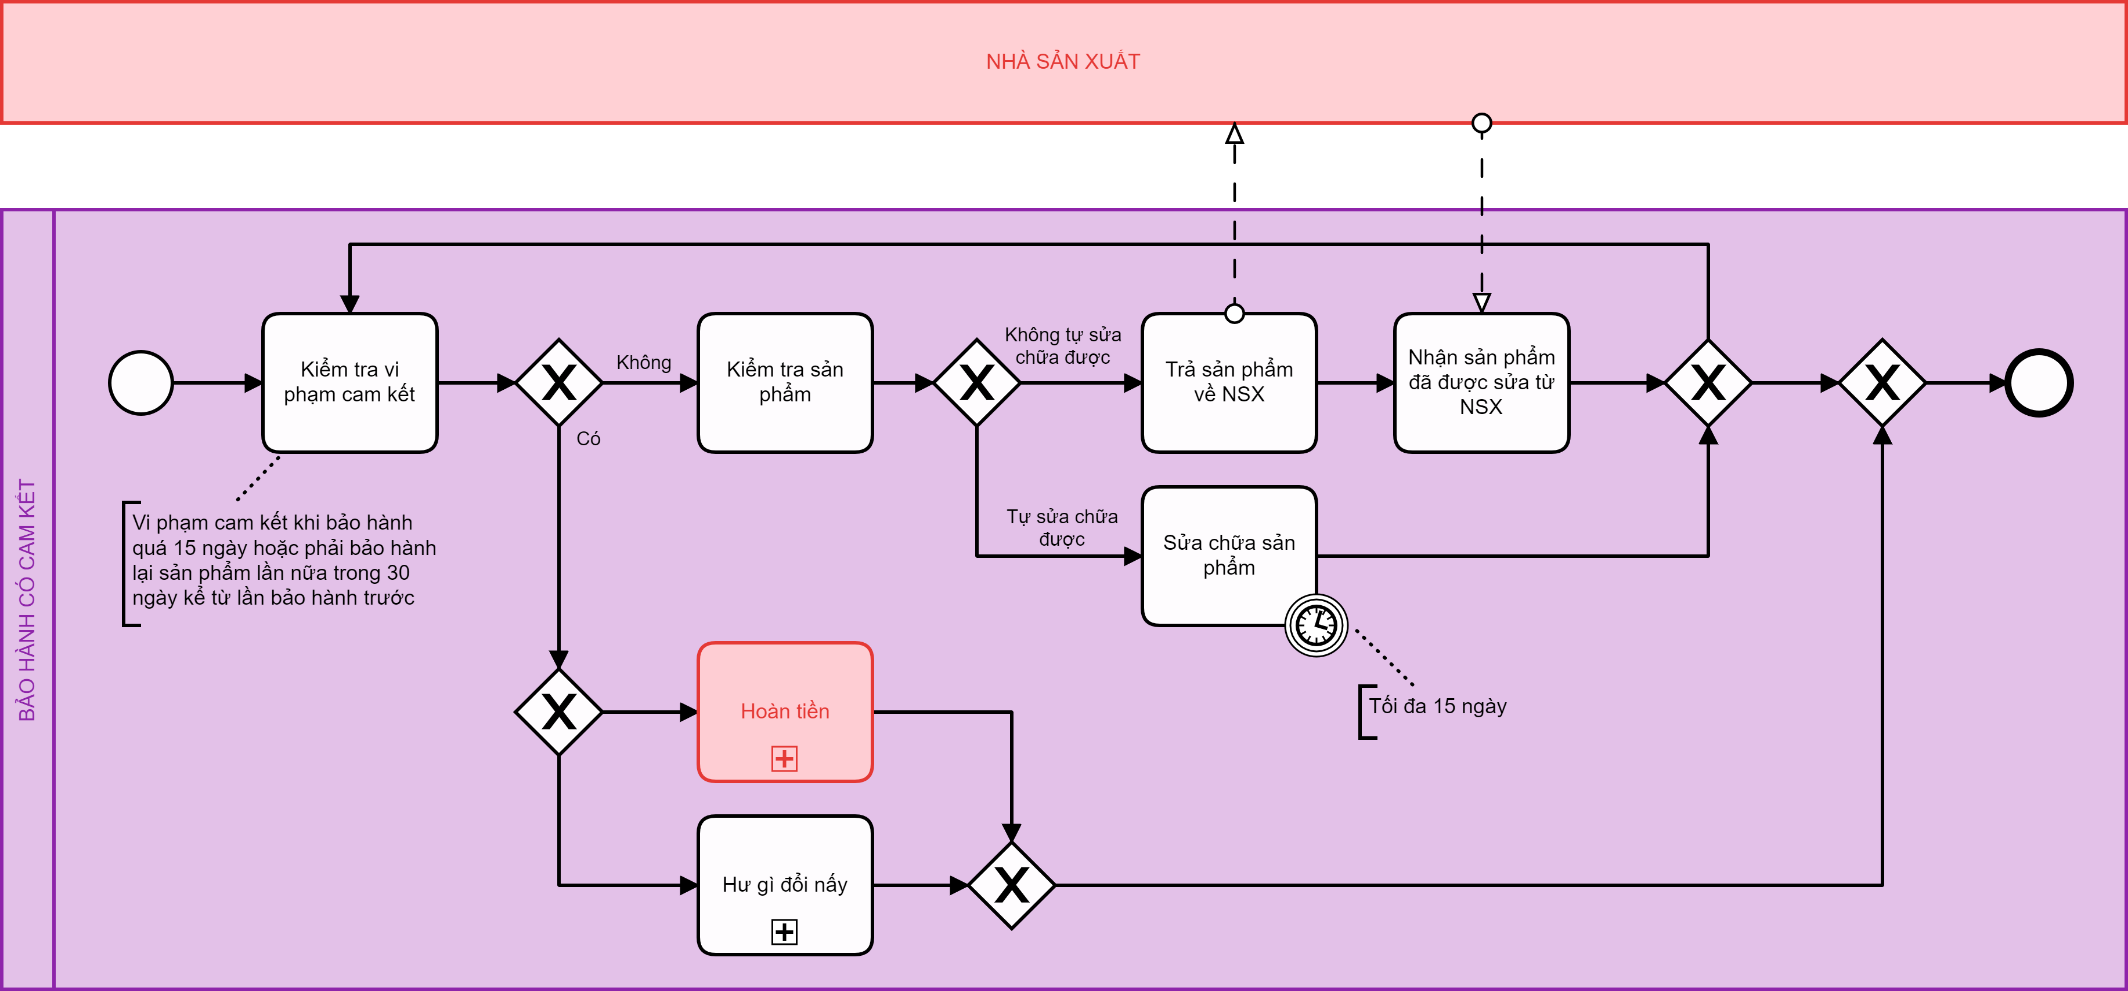 NHÀ SẢN XUẤT
BẢO HÀNH CÓ CAM KẾT
Kiểm tra vi
phạm cam kết
Không
Có
Kiểm tra sản
phẩm
Không tự sửa
chữa được
Trả sản phẩm
về NSX
Nhận sản phẩm
đã được sửa từ
NSX
Vi phạm cam kết khi bảo hành
quá 15 ngày hoặc phải bảo hành
lại sản phẩm lần nữa trong 30
ngày kể từ lần bảo hành trước
Tự sửa chữa
được
Sửa chữa sản
phẩm
Tối đa 15 ngày
Hoàn tiền
Hư gì đổi nấy